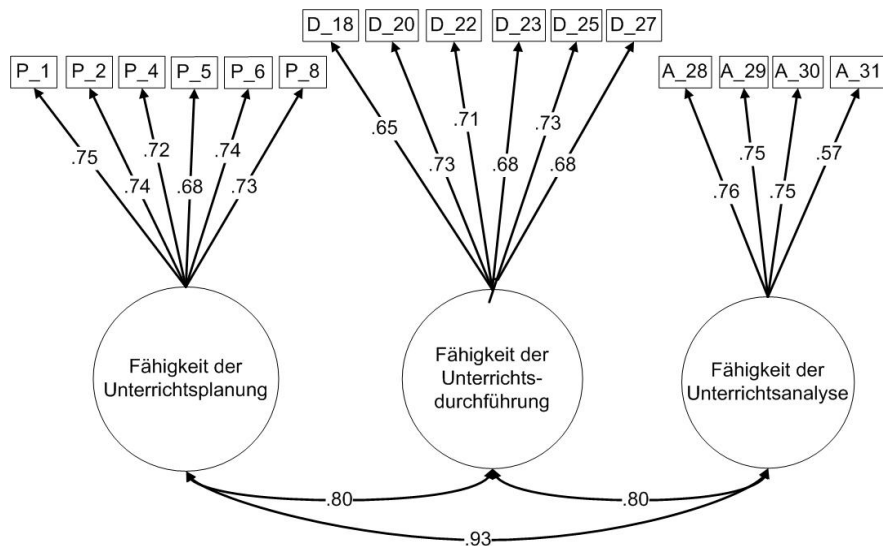 D_18 D_20 D_22 D_23 D_25 D_27
P_1 P_2 P_4 P_5 P_6 P_8
A_28 A_29 A_30 A_31
.75 .74 .72 .68 .74 .73
.65 .73 .71 .68 .73 .68
.76 .75 .75 .57
Fähigkeit der
Unterrichtsplanung
Fähigkeit der
Unterrichts-
durchführung
Fähigkeit der
Unterrichtsanalyse
.80 .80
.93